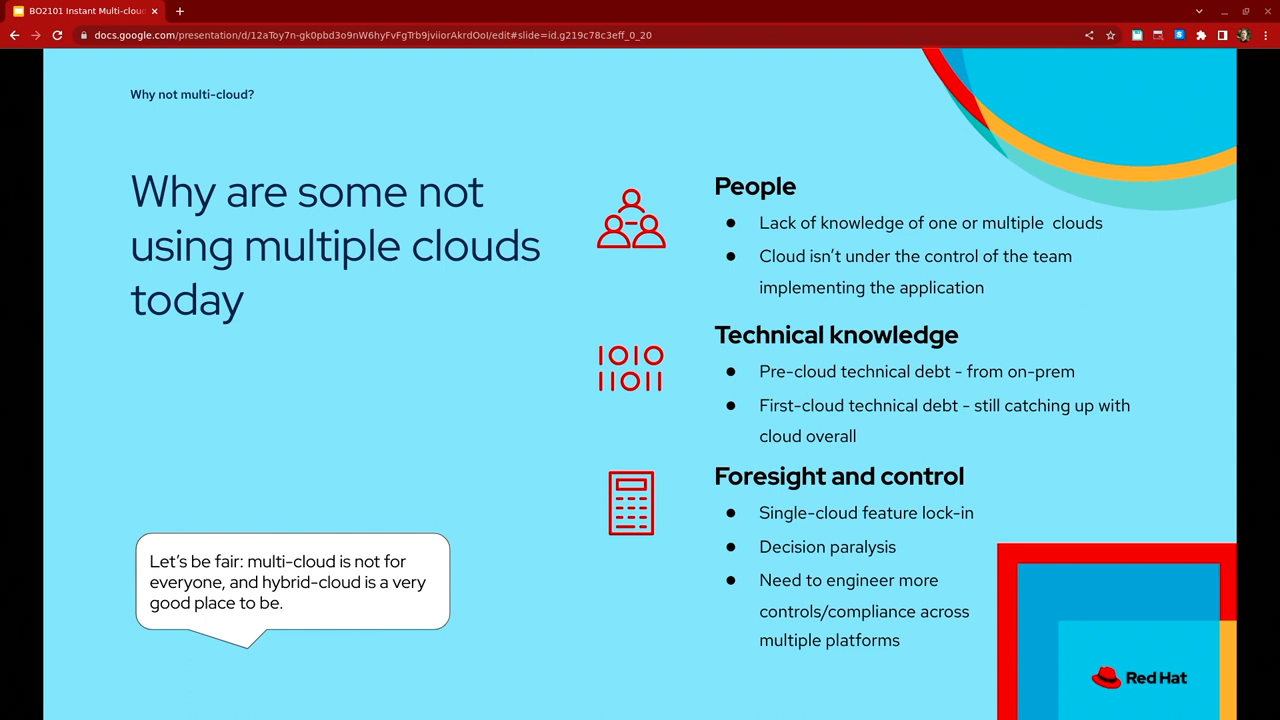 BO2101 Instant Multi-clou
docs.google.com/presentation/d/12aToy7n-gk0pbd3o9nW6hyFvFgTrb9jviiorAkrdOoI/edit#slide=id.g219c78c3eff_0_20
Why not multi-cloud?
Why are some not
using multiple clouds
today
Let's be fair: multi-cloud is not for
everyone, and hybrid-cloud is a very
good place to be.
People
● Lack of knowledge of one or multiple  clouds
● Cloud isn’t under the control of the team
implementing the application
1010
11011
Technical knowledge
● Pre-cloud technical debt - from on-prem
● First-cloud technical debt - still catching up with
cloud overall
Foresight and control
● Single-cloud feature lock-in
● Decision paralysis
● Need to engineer more
controls/compliance across
multiple platforms
Red Hat